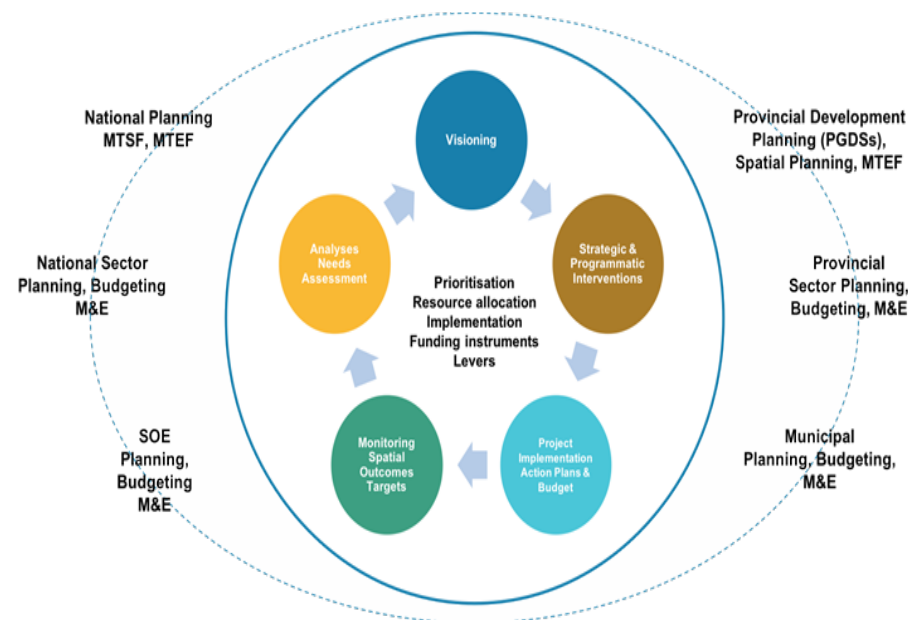 Visioning
National Planning
MTSF, MTEF
Provincial Development
Planning (PGDSs),
Spatial Planning, MTEF
Analyses
Needs
Assessment
Strategic &
Programmatic
Interventions
National Sector
Planning, Budgeting
M&E
Prioritisation
Resource allocation
Implementation
Funding instruments
Levers
Provincial
Sector Planning,
Budgeting, M&E
Monitoring
Spatial
Outcomes
Targets
Project
Implementation
Action Plans &
Budget
SOE
Planning,
Budgeting
M&E
Municipal
Planning, Budgeting,
M&E